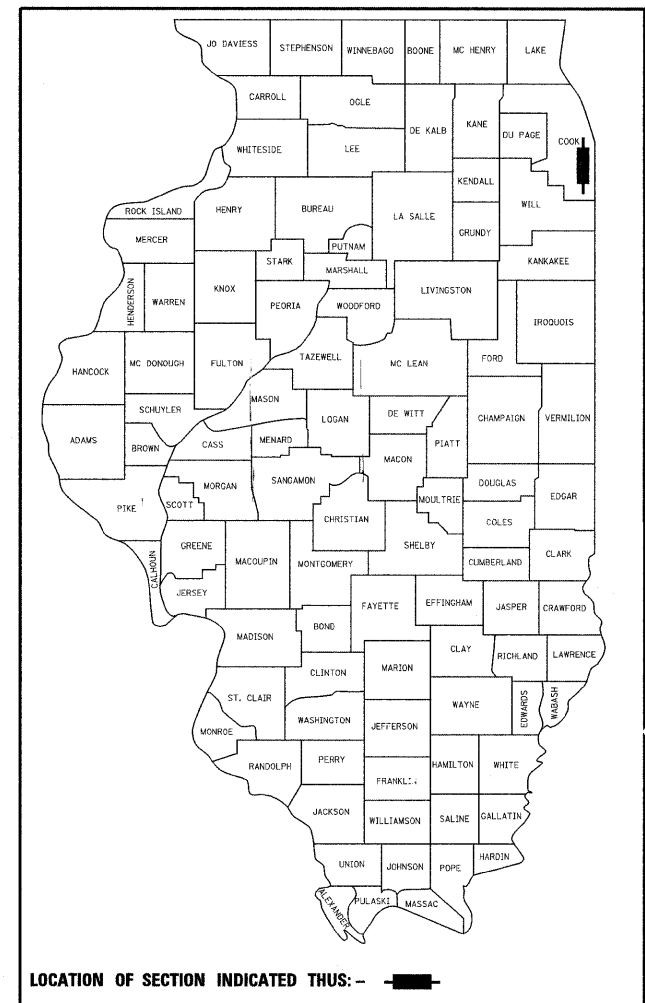 JO DAVIESS STEPHENSON WINNEBAGO BOONE MC HENRY LAKE
CARROLL OGLE DE KALB KANE DU PAGE COOK
WHITESIDE LEE
KENDALL WILL
ROCK ISLAND HENRY BUREAU LA SALLE GRUNDY
MERCER PUTNAM
STARK MARSHALL KANKAKEE
HENDERSON WARREN KNOX PEORIA WOODFORD LIVINGSTON IROQUOIS
HANCOCK MC DONOUGH FULTON TAZEWELL MC LEAN FORD
SCHUYLER MASON LOGAN DE WITT CHAMPAIGN VERMILION
ADAMS BROWN CASS MENARD MACON PIATT
PIKE SCOTT MORGAN SANGAMON MOULTRIE DOUGLAS EDGAR
CHRISTIAN COLES
GREENE MACOUPIN MONTGOMERY SHELBY CUMBERLAND CLARK
CALHOUN JERSEY FAYETTE EFFINGHAM JASPER CRAWFORD
MADISON BOND
CLINTON MARION CLAY RICHLAND LAWRENCE
ST. CLAIR WASHINGTON WAYNE EDWARDS WABASH
MONROE JEFFERSON
RANDOLPH PERRY HAMILTON WHITE
FRANKLIN
JACKSON WILLIAMSON SALINE GALLATIN
UNION JOHNSON POPE HARDIN
ALEXANDER PULASKI MASSAC
LOCATION OF SECTION INDICATED THUS: -